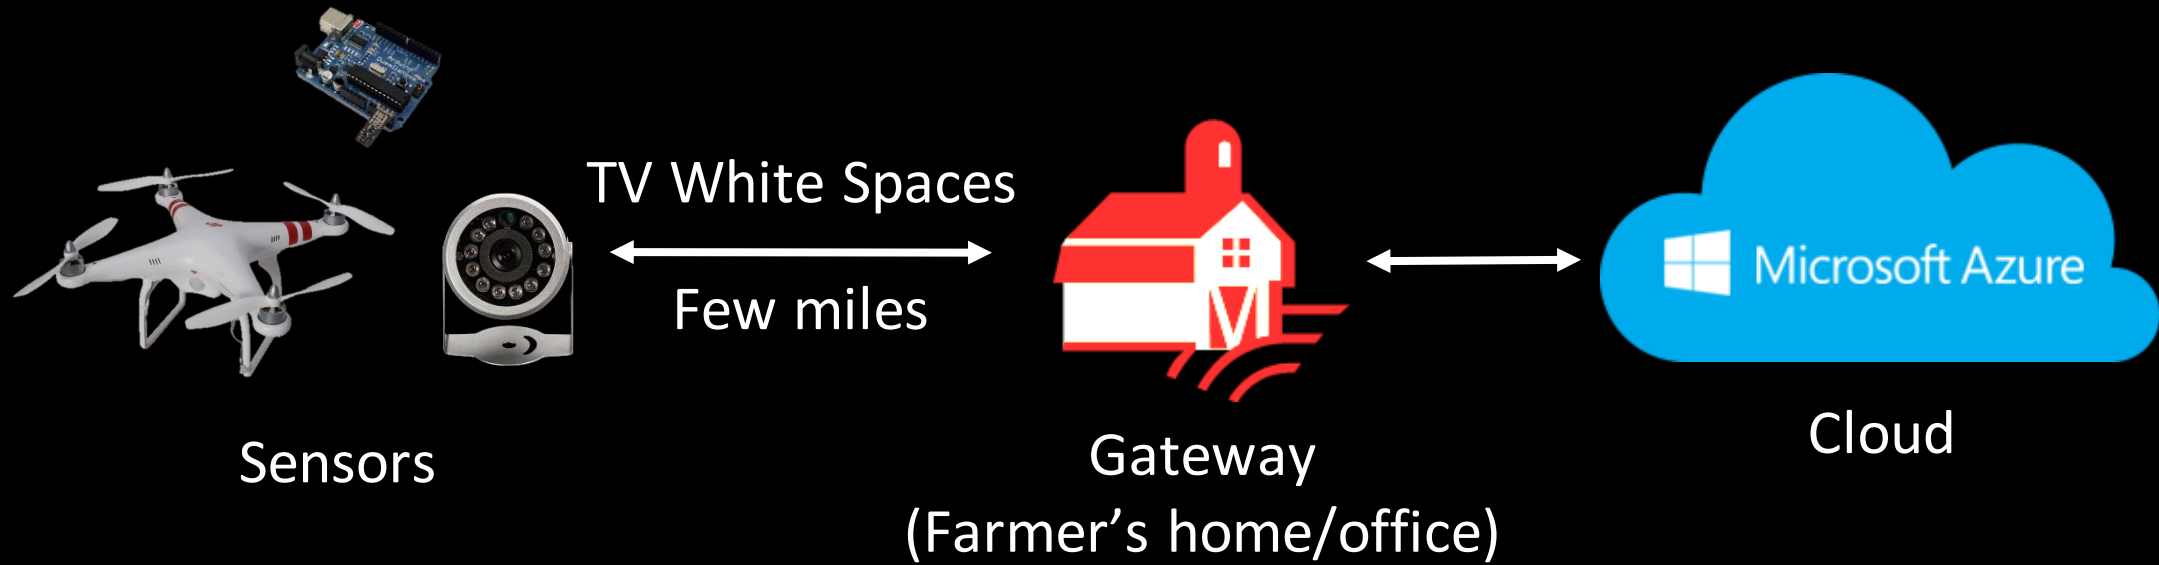 TV White Spaces
Few miles
Sensors
Gateway
(Farmer’s home/office)
Microsoft Azure
Cloud